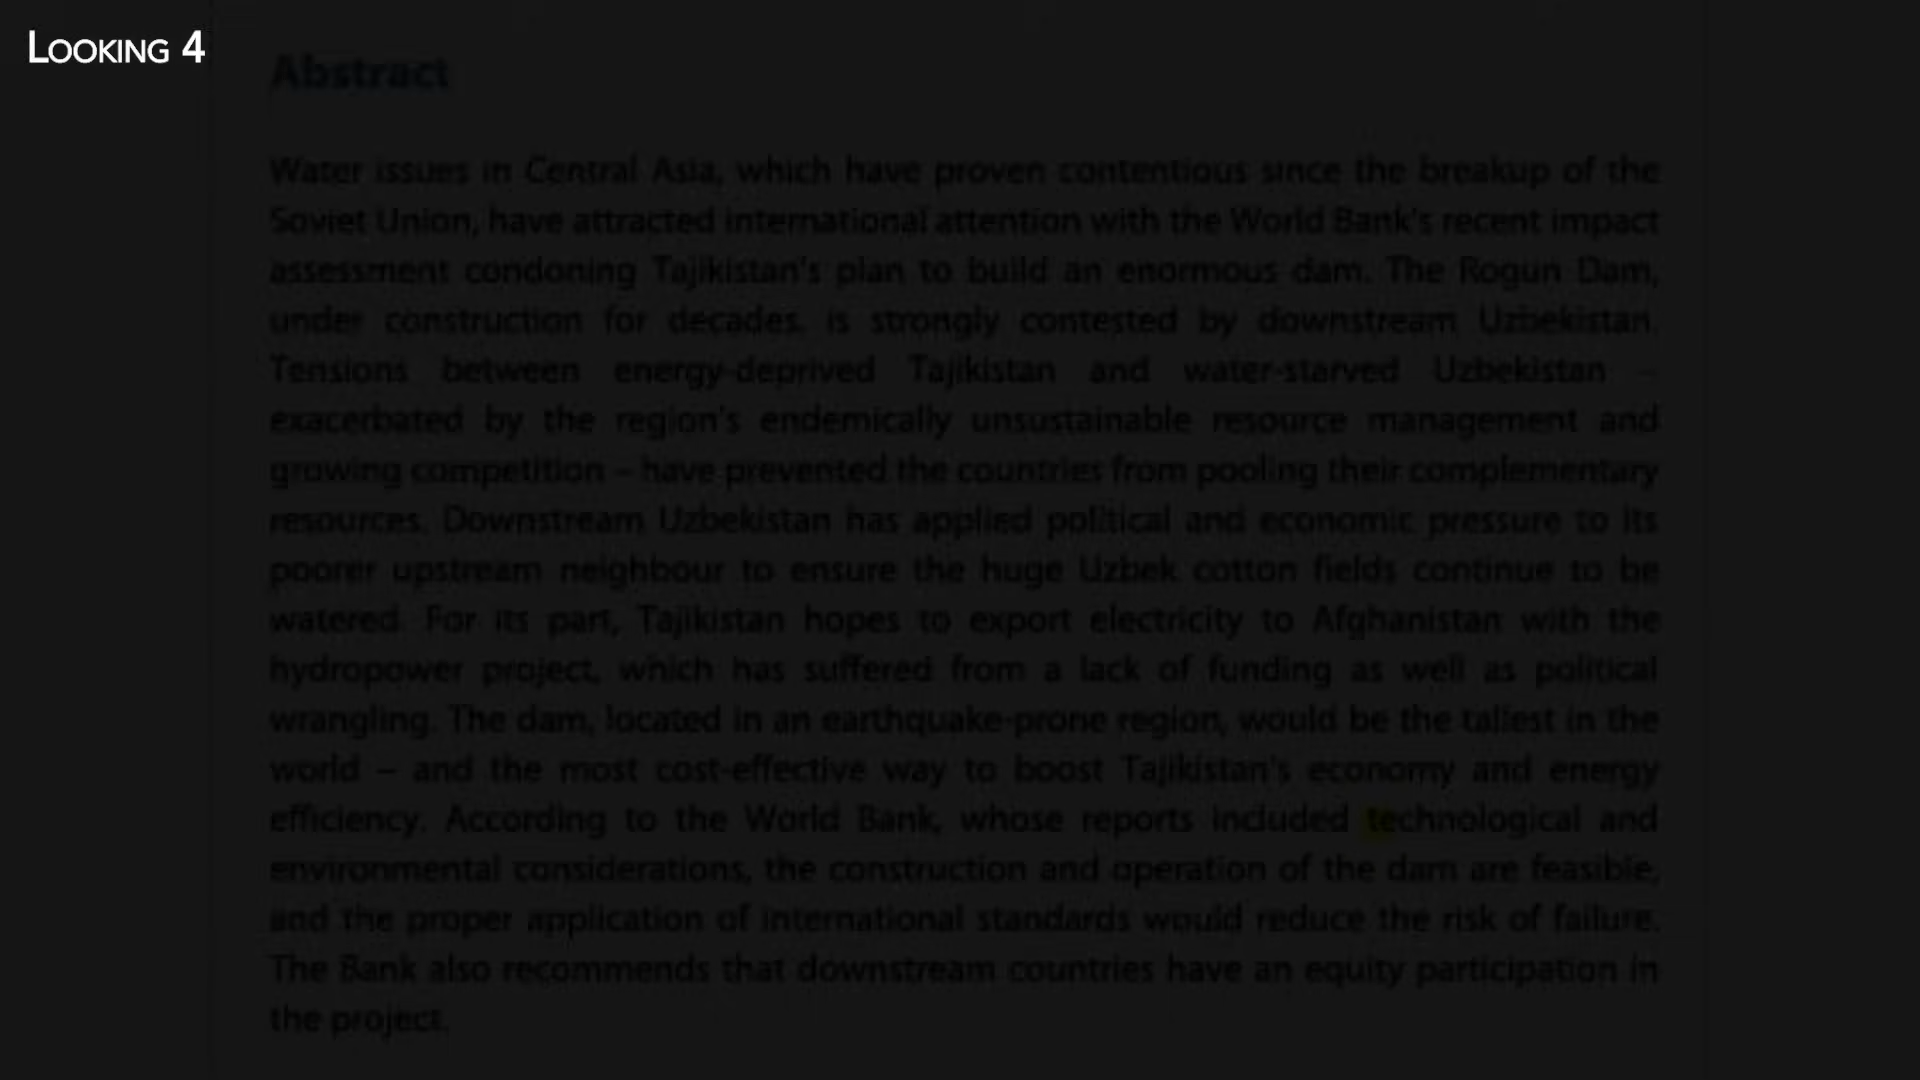 LOOKING 4
Abstract
Water issues in Central Asia, which have proven contentious since the breakup of the
Soviet Union, have attracted international attention with the World Bank's recent impact
assessment condoning Tajikistan's plan to build an enormous dam. The Rogun Dam,
under construction for decades, is strongly contested by downstream Uzbekistan.
Tensions between energy-deprived Tajikistan and water-starved Uzbekistan –
exacerbated by the region's endemically unsustainable resource management and
growing competition – have prevented the countries from pooling their complementary
resources. Downstream Uzbekistan has applied political and economic pressure to its
poorer upstream neighbour to ensure the huge Uzbek cotton fields continue to be
watered. For its part, Tajikistan hopes to export electricity to Afghanistan with the
hydropower project, which has suffered from a lack of funding as well as political
wrangling. The dam, located in an earthquake-prone region, would be the tallest in the
world – and the most cost-effective way to boost Tajikistan's economy and energy
efficiency. According to the World Bank, whose reports included technological and
environmental considerations, the construction and operation of the dam are feasible,
and the proper application of international standards would reduce the risk of failure.
The Bank also recommends that downstream countries have an equity participation in
the project.